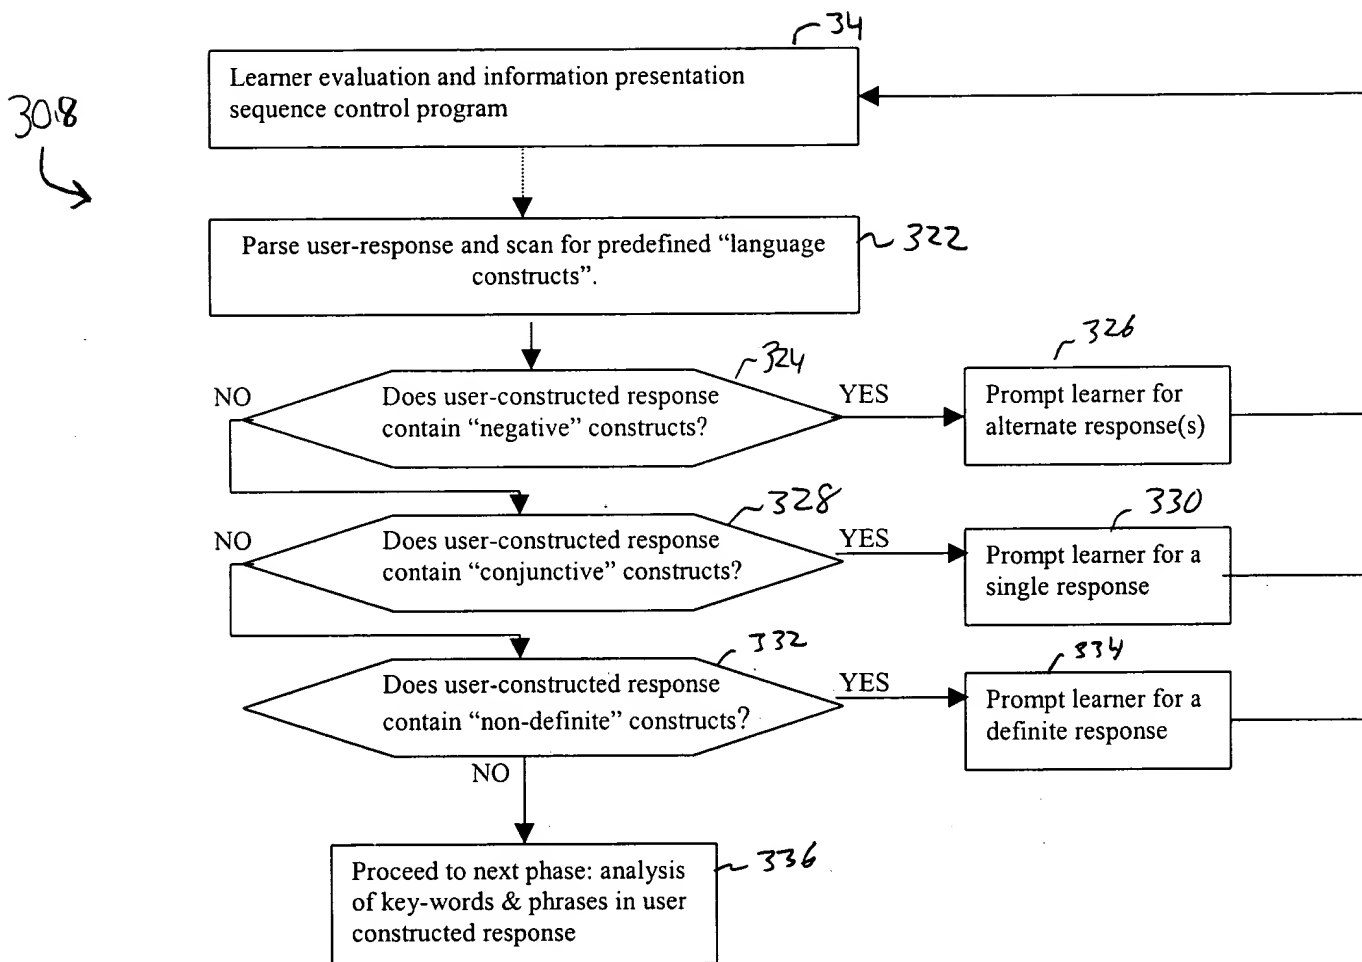 34
Learner evaluation and information presentation
sequence control program
308
Parse user-response and scan for predefined “language
constructs”.
322
324
326
NO
Does user-constructed response
contain “negative” constructs?
YES
Prompt learner for
alternate response(s)
328
330
NO
Does user-constructed response
contain “conjunctive” constructs?
YES
Prompt learner for a
single response
332
334
Does user-constructed response
contain “non-definite” constructs?
YES
Prompt learner for a
definite response
NO
336
Proceed to next phase: analysis
of key-words & phrases in user
constructed response